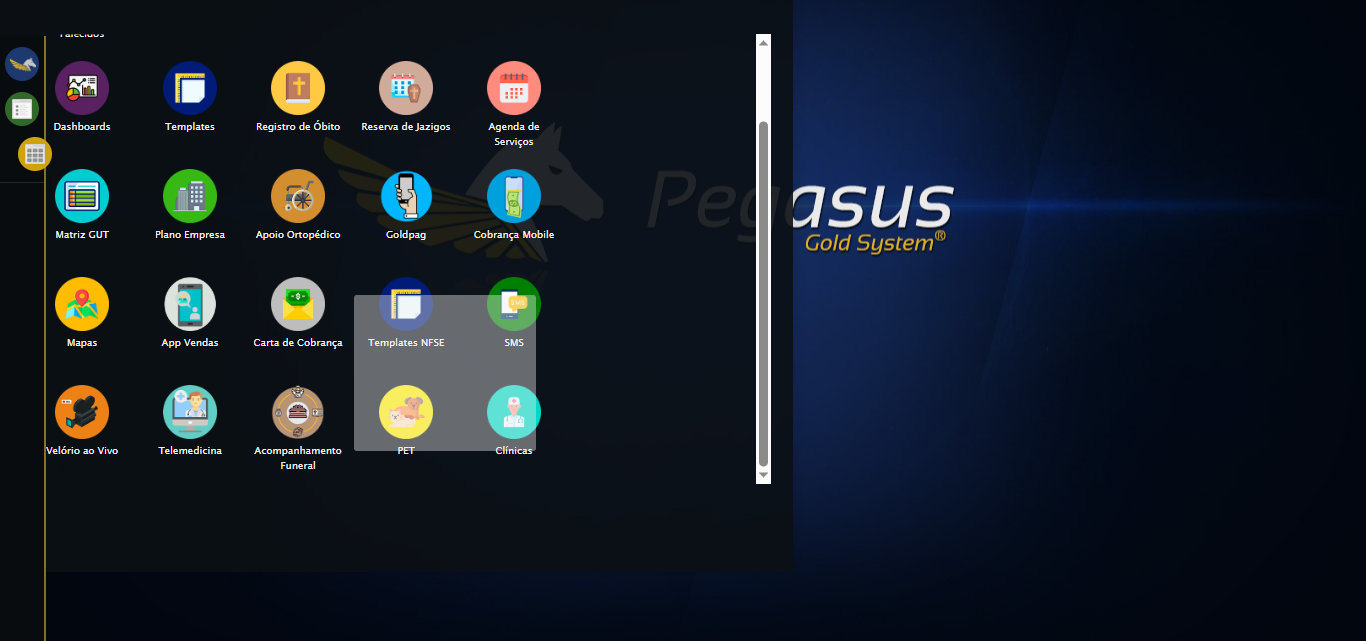 Falecidos
Dashboards
Templates
Registro de Óbito
Reserva de Jazigos
Agenda de
Serviços
Matriz GUT
Plano Empresa
Apoio Ortopédico
Goldpag
Cobrança Mobile
Pegasus
Gold System®
Mapas
App Vendas
Carta de Cobrança
Templates NFSE
SMS
SMS
Velório ao Vivo
Telemedicina
Acompanhamento
Funeral
PET
Clínicas